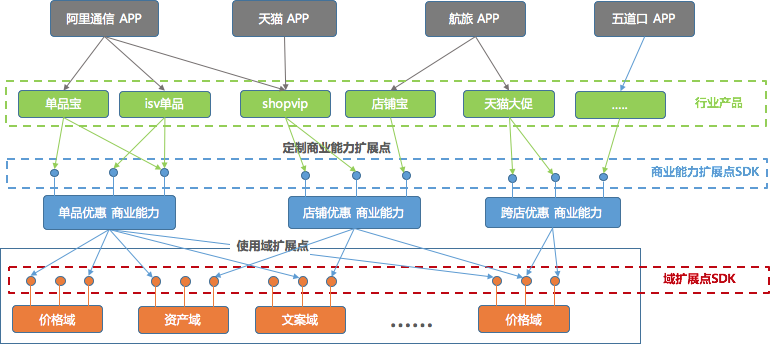 阿里通信 APP
天猫 APP
航旅 APP
五道口 APP
单品宝
isv单品
shopvip
店铺宝
天猫大促
.....
行业产品
定制商业能力扩展点
商业能力扩展点SDK
单品优惠 商业能力
店铺优惠 商业能力
跨店优惠 商业能力
使用域扩展点
域扩展点SDK
价格域
资产域
文案域
......
价格域